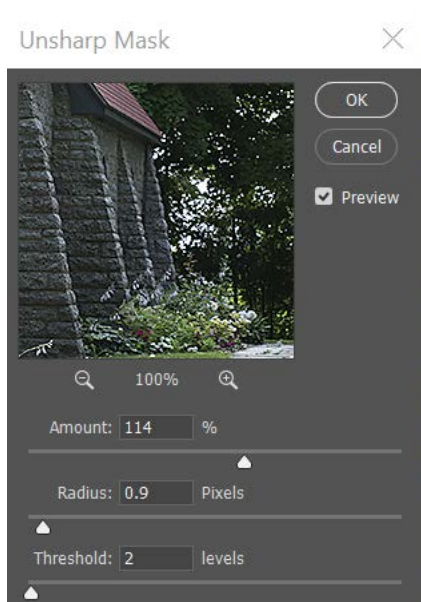 Unsharp Mask
OK
Cancel
Preview
100%
Amount: 114 %
Radius: 0.9 Pixels
Threshold: 2 levels